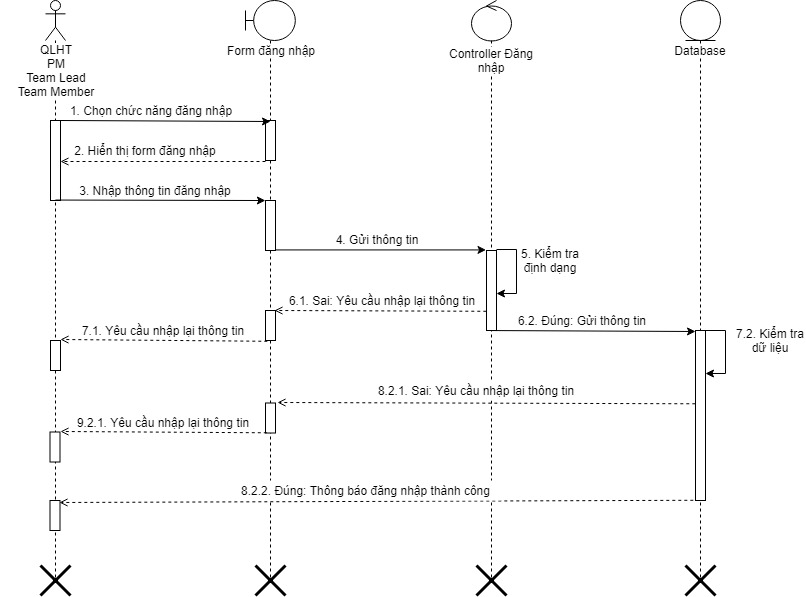 QLHT
PM
Team Lead
Team Member
Form đăng nhập
Controller Đăng
nhập
Database
1. Chọn chức năng đăng nhập
2. Hiển thị form đăng nhập
3. Nhập thông tin đăng nhập
4. Gửi thông tin
5. Kiểm tra
định dạng
6.1. Sai: Yêu cầu nhập lại thông tin
6.2. Đúng: Gửi thông tin
7.1. Yêu cầu nhập lại thông tin
7.2. Kiểm tra
dữ liệu
8.2.1. Sai: Yêu cầu nhập lại thông tin
9.2.1. Yêu cầu nhập lại thông tin
8.2.2. Đúng: Thông báo đăng nhập thành công